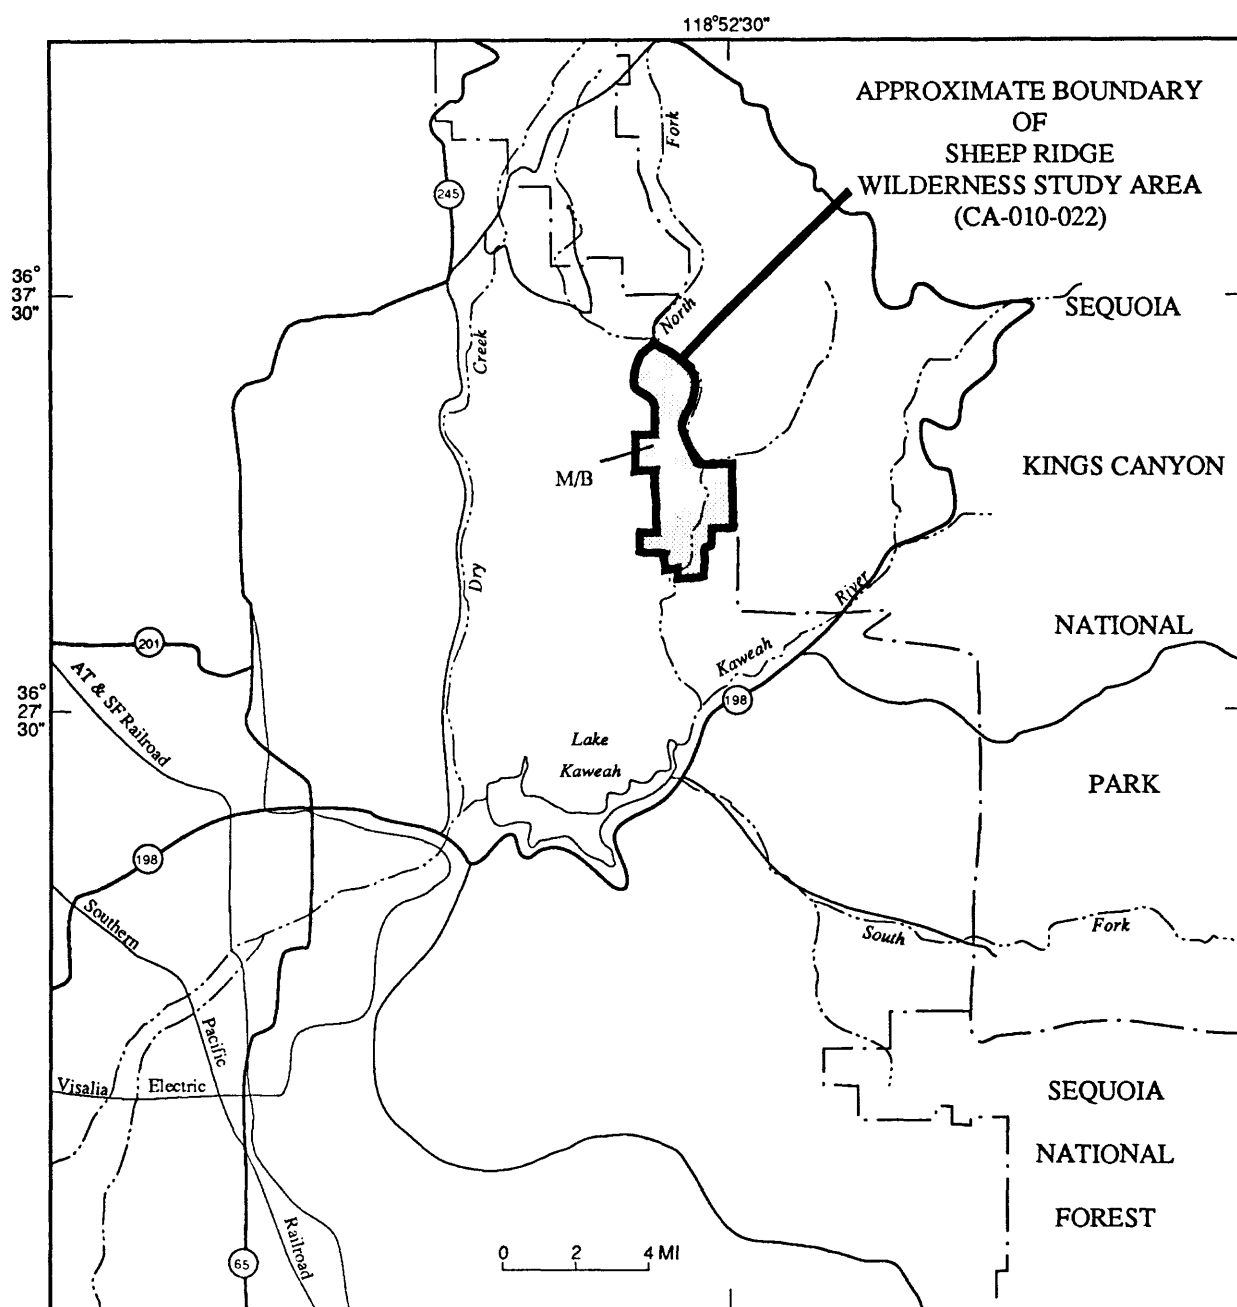 118°52'30"
APPROXIMATE BOUNDARY
OF
SHEEP RIDGE
WILDERNESS STUDY AREA
(CA-010-022)
Fork
245
36°
37'
30"
North
SEQUOIA
Creek
KINGS CANYON
M/B
Dry
River
NATIONAL
201
Kaweah
AT & SF Railroad
36°
27'
30"
198
Lake
Kaweah
PARK
198
Southern
South
Fork
Pacific
Visalia
Electric
SEQUOIA
NATIONAL
FOREST
Railroad
65
0 2 4 MI